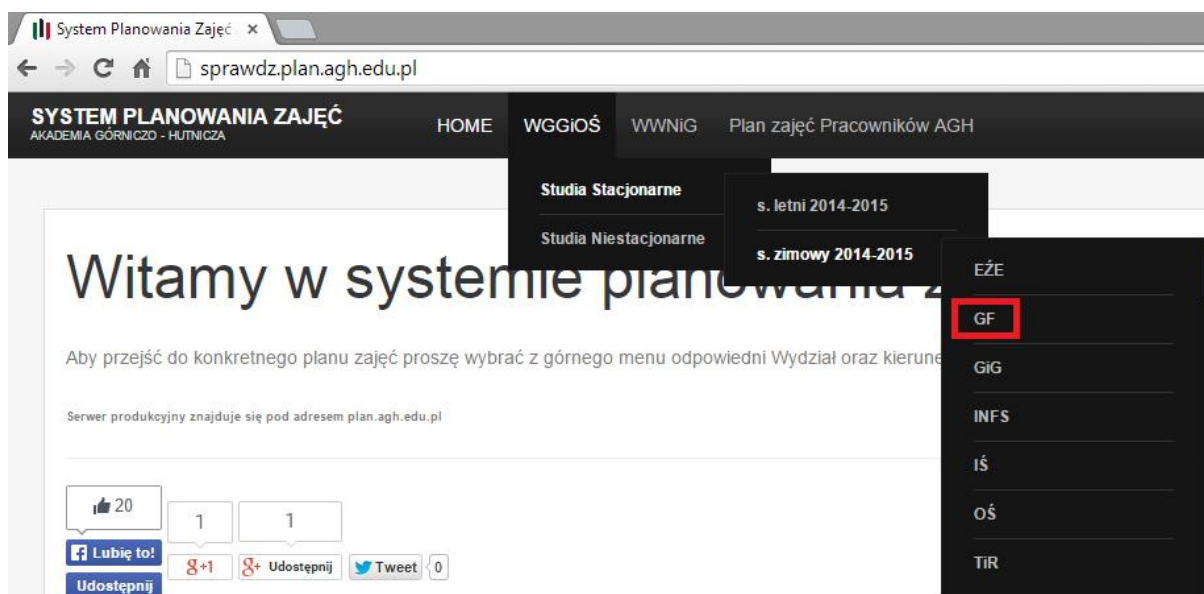 System Planowania Zajęć
sprawdz.plan.agh.edu.pl
SYSTEM PLANOWANIA ZAJĘĆ
AKADEMIA GÓRNICZO - HUTNICZA
HOME WGGiOŚ WWNiG Plan zajęć Pracowników AGH
Studia Stacjonarne
Studia Niestacjonarne
s. letni 2014-2015
s. zimowy 2014-2015
EŹE
GF
GiG
INFS
IŚ
OŚ
TiR
Witamy w systemie planowania z
Aby przejść do konkretnego planu zajęć proszę wybrać z górnego menu odpowiedni Wydział oraz kierune
Serwer produkcyjny znajduje się pod adresem plan.agh.edu.pl
20
1
1
Lubię to!
g+1
g+ Udostępnij
Tweet
0
Udostępnij